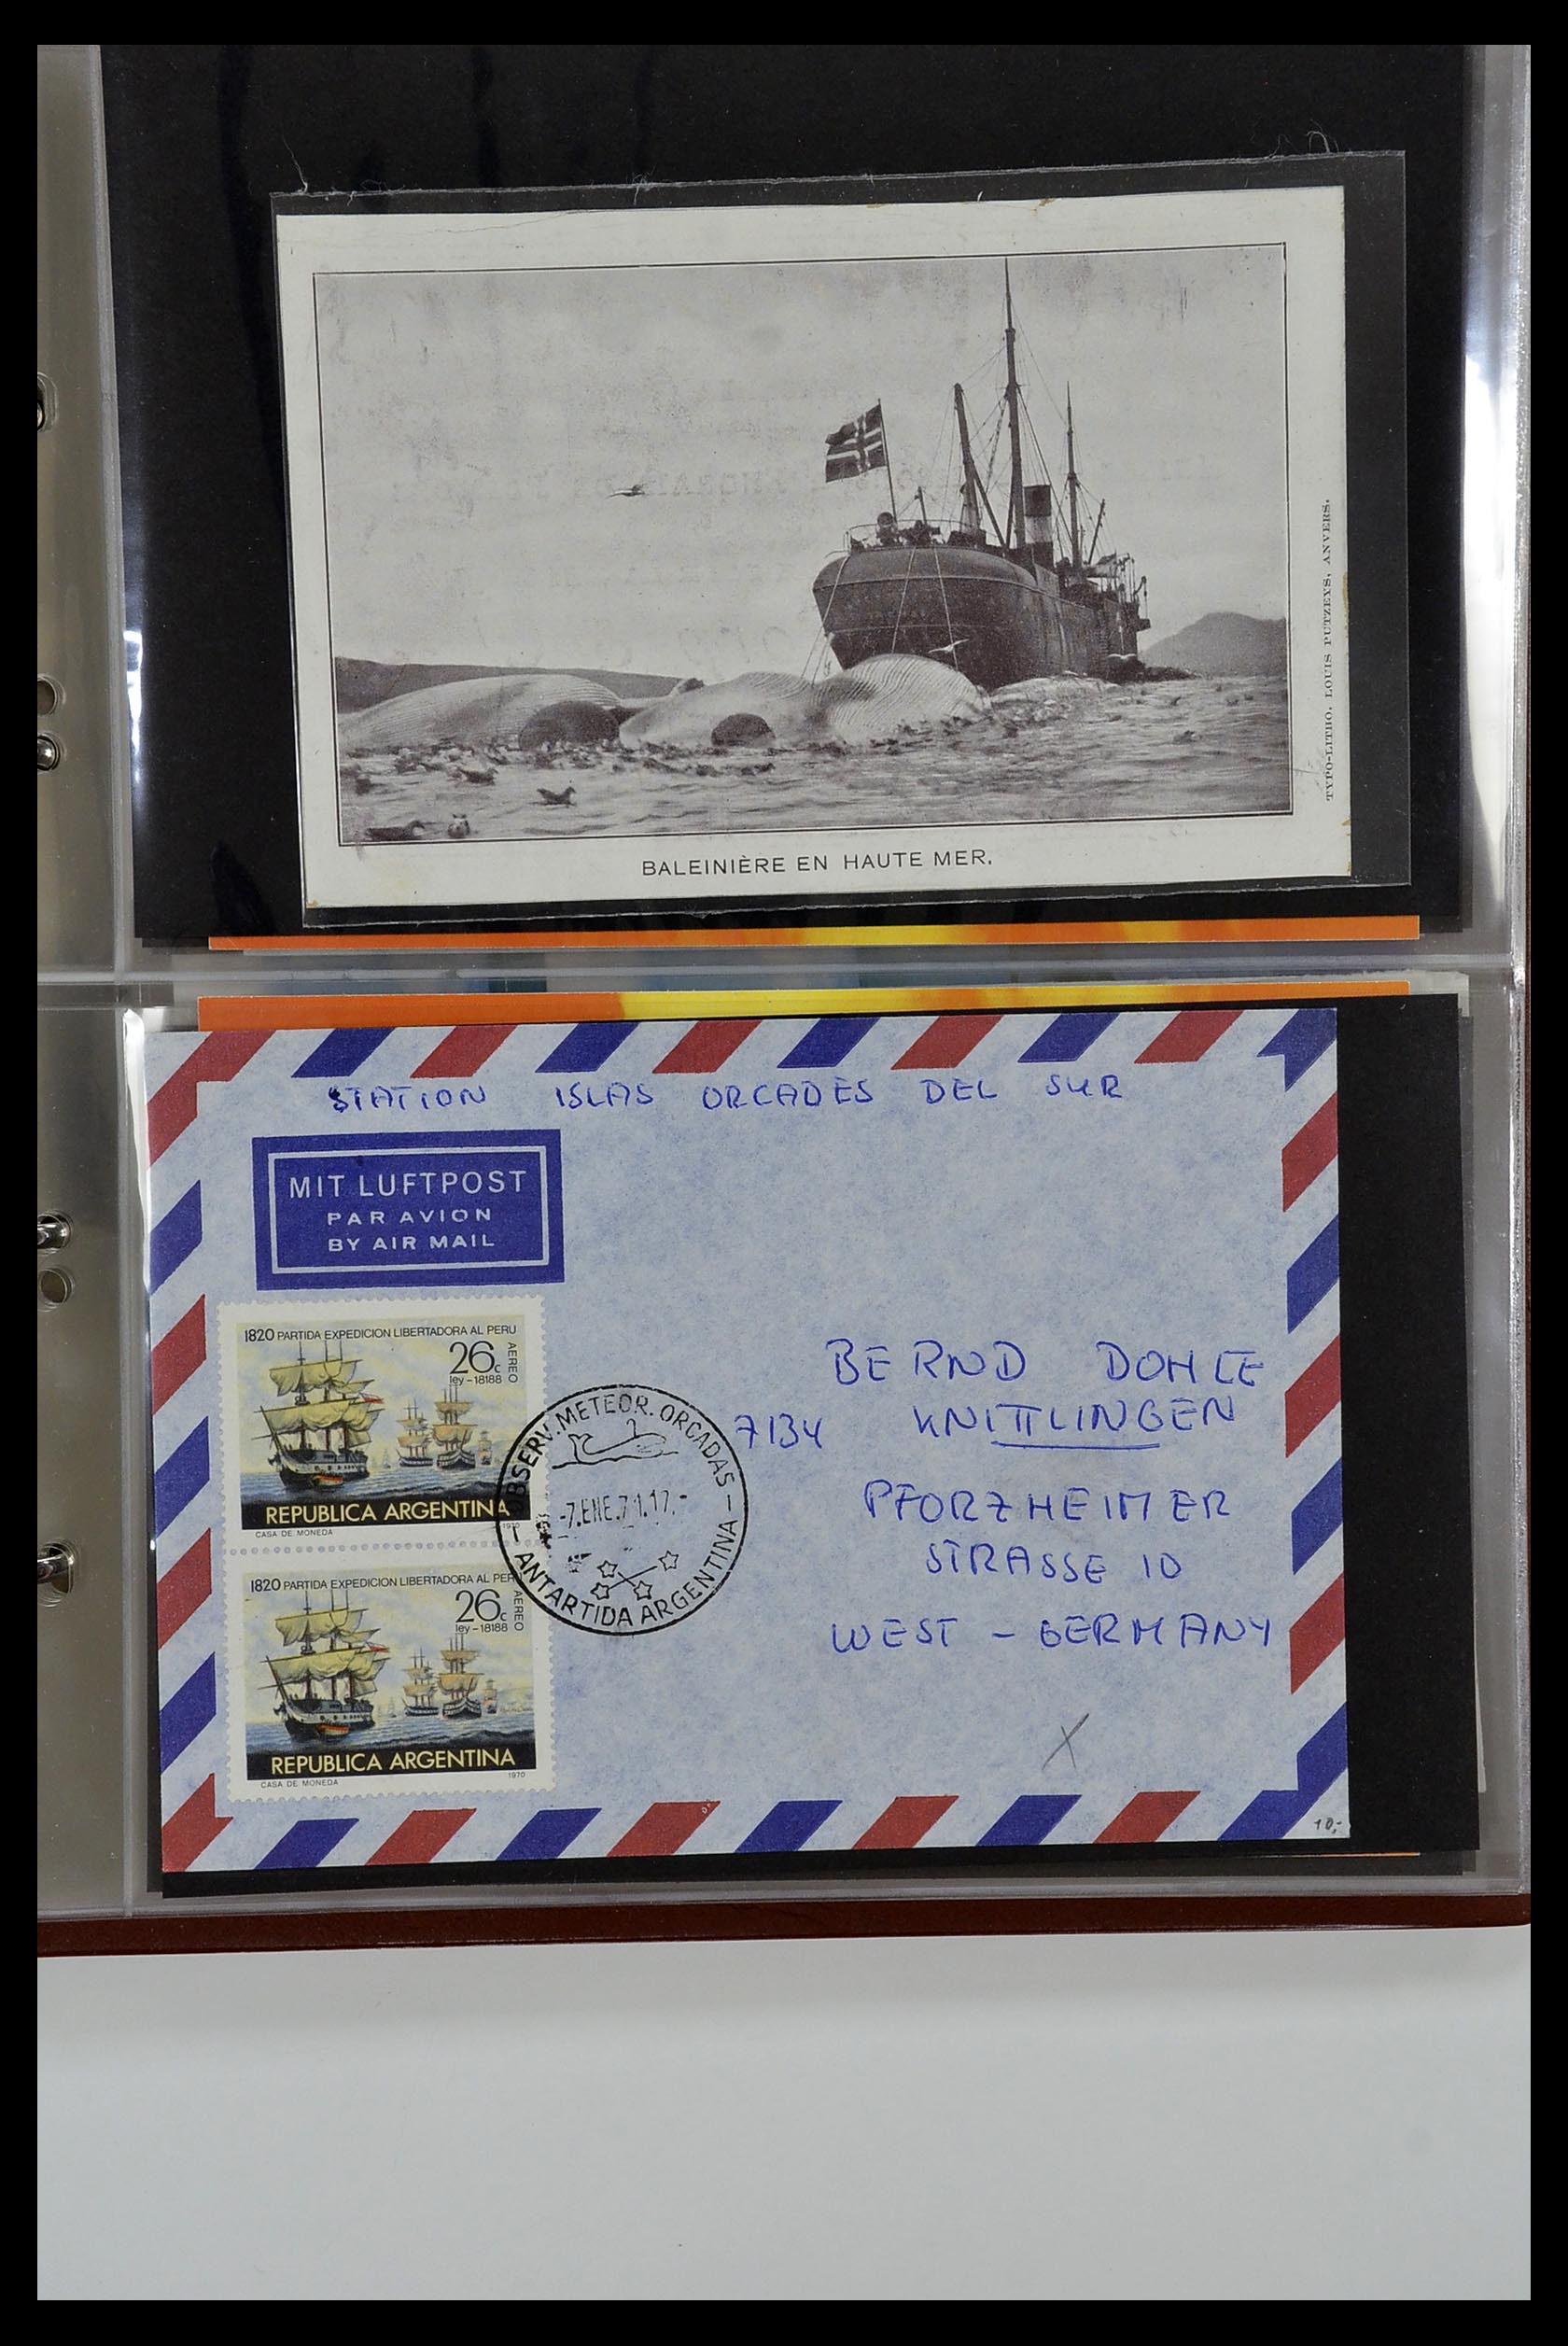 BALEINIÈRE EN HAUTE MER.
TYPO-LITHO. LOUIS PUTZEYS, ANVERS.
STATION ISLAS ORCADES DEL SUR
MIT LUFTPOST
PAR AVION
BY AIR MAIL
1820 PARTIDA EXPEDICION LIBERTADORA AL PERU
26c
ley-18188
AEREO
REPUBLICA ARGENTINA
CASA DE MONEDA
1970
1820 PARTIDA EXPEDICION LIBERTADORA AL PERU
26c
ley-18188
AEREO
REPUBLICA ARGENTINA
CASA DE MONEDA
1970
OBSERV. METEOR. ORCADAS -
-7.ENE.71.17.-
ANTARTIDA ARGENTINA
BERND DOHLE
7134 KNITTLINGEN
PFORZHEIMER
STRASSE 10
WEST - GERMANY
X
10,-